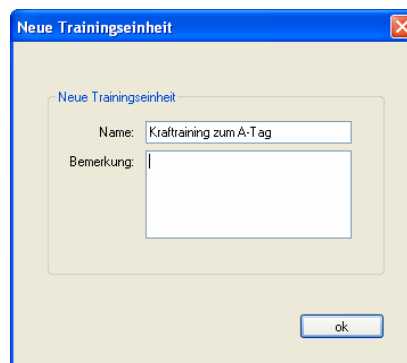 Neue Trainingseinheit
Neue Trainingseinheit
Name: Kraftraining zum A-Tag
Bemerkung:
ok